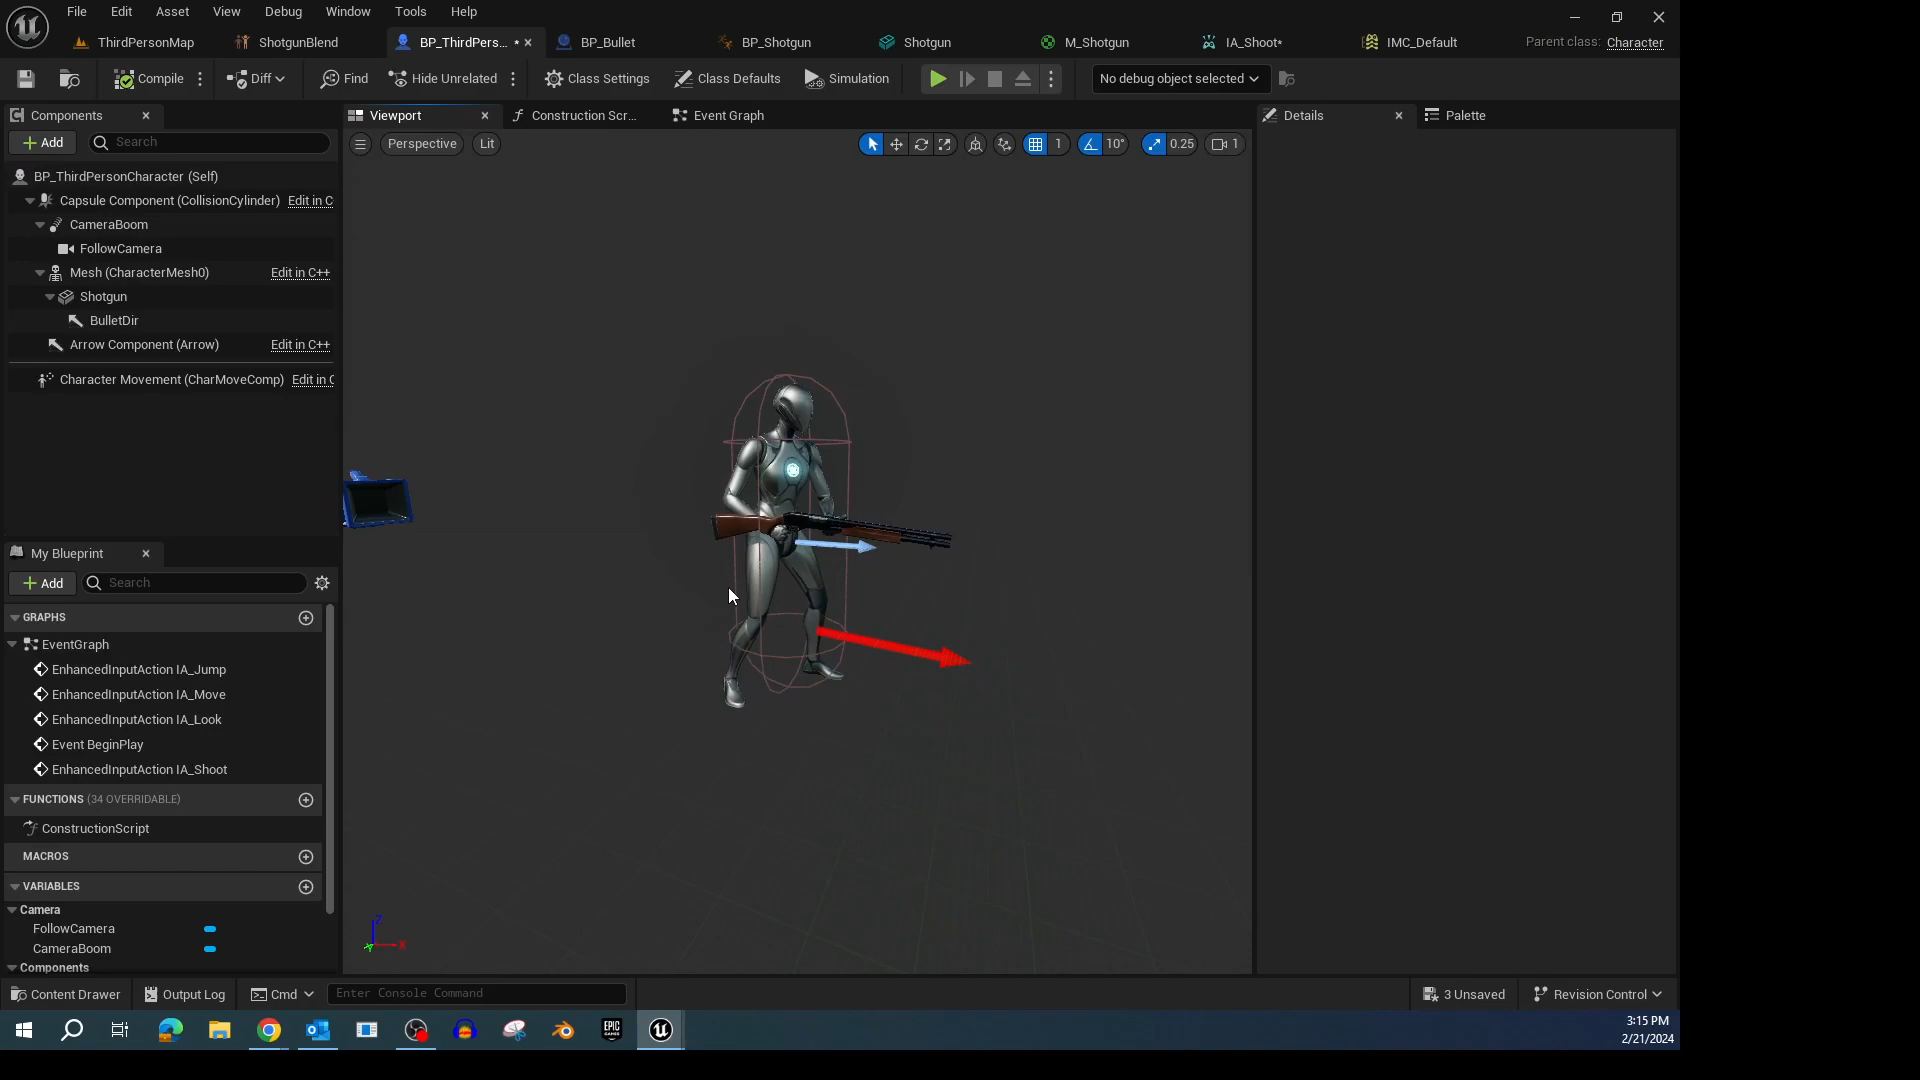 File Edit Asset View Debug Window Tools Help
ThirdPersonMap ShotgunBlend BP_ThirdPers... * BP_Bullet BP_Shotgun Shotgun M_Shotgun IA_Shoot* IMC_Default Parent class: Character
Compile Diff Find Hide Unrelated Class Settings Class Defaults Simulation No debug object selected
Components Viewport Construction Scr... Event Graph Details Palette
Add Search Perspective Lit 1 10° 0.25 1
BP_ThirdPersonCharacter (Self)
Capsule Component (CollisionCylinder) Edit in C
CameraBoom
FollowCamera
Mesh (CharacterMesh0) Edit in C++
Shotgun
BulletDir
Arrow Component (Arrow) Edit in C++
Character Movement (CharMoveComp) Edit in C
My Blueprint
Add Search
GRAPHS
EventGraph
EnhancedInputAction IA_Jump
EnhancedInputAction IA_Move
EnhancedInputAction IA_Look
Event BeginPlay
EnhancedInputAction IA_Shoot
FUNCTIONS (34 OVERRIDABLE)
ConstructionScript
MACROS
VARIABLES
Camera
FollowCamera
CameraBoom
Components
Z
X
Y
Content Drawer Output Log Cmd Enter Console Command 3 Unsaved Revision Control
EPIC GAMES
3:15 PM
2/21/2024